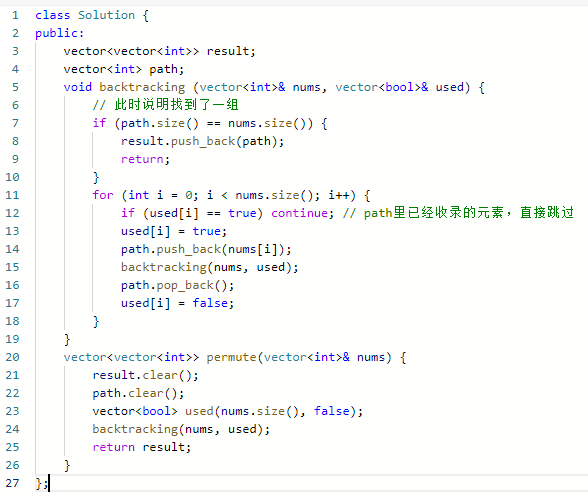 1 class Solution {
2 public:
3     vector<vector<int>> result;
4     vector<int> path;
5     void backtracking (vector<int>& nums, vector<bool>& used) {
6         // 此时说明找到了一组
7         if (path.size() == nums.size()) {
8             result.push_back(path);
9             return;
10         }
11         for (int i = 0; i < nums.size(); i++) {
12             if (used[i] == true) continue; // path里已经收录的元素，直接跳过
13             used[i] = true;
14             path.push_back(nums[i]);
15             backtracking(nums, used);
16             path.pop_back();
17             used[i] = false;
18         }
19     }
20     vector<vector<int>> permute(vector<int>& nums) {
21         result.clear();
22         path.clear();
23         vector<bool> used(nums.size(), false);
24         backtracking(nums, used);
25         return result;
26     }
27 };